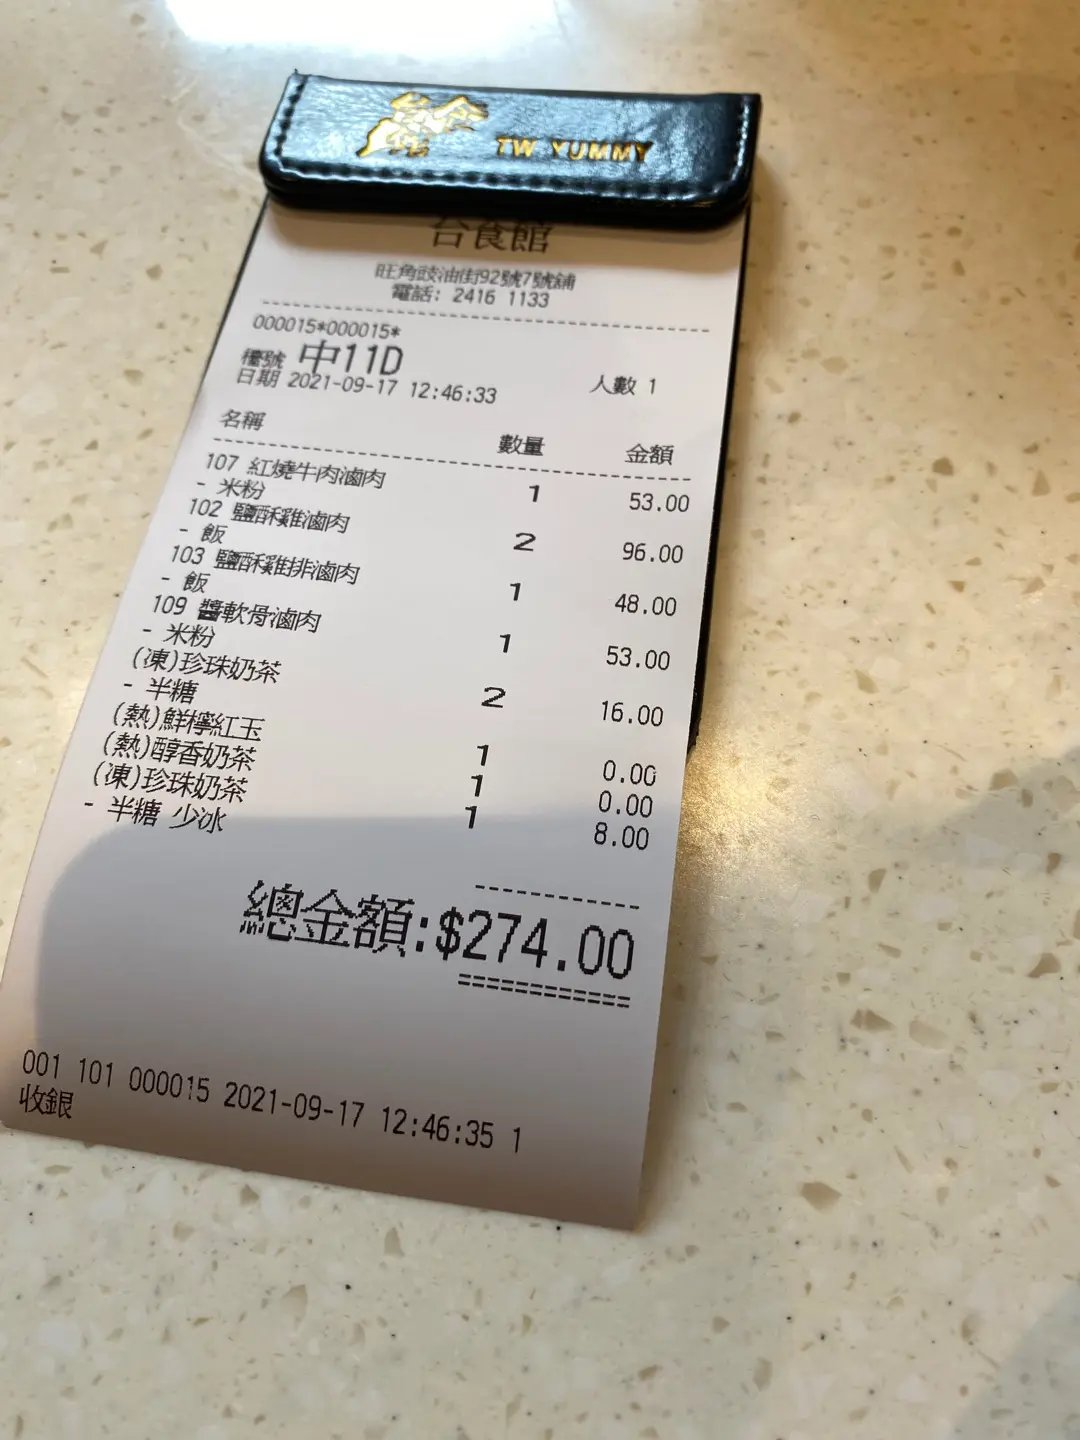 TW YUMMY
台食館
旺角豉油街92號7號舖
電話: 2416 1133
000015*000015*
檯號 中11D 人數 1
日期 2021-09-17 12:46:33
名稱 數量 金額
107 紅燒牛肉滷肉 1 53.00
- 米粉
102 鹽酥雞滷肉 2 96.00
- 飯
103 鹽酥雞排滷肉 1 48.00
- 飯
109 醬軟骨滷肉 1 53.00
- 米粉
(凍)珍珠奶茶 2 16.00
- 半糖
(熱)鮮檸紅玉 1 0.00
(熱)醇香奶茶 1 0.00
(凍)珍珠奶茶 1 8.00
- 半糖 少冰
總金額:$274.00
============
001 101 000015 2021-09-17 12:46:35 1
收銀